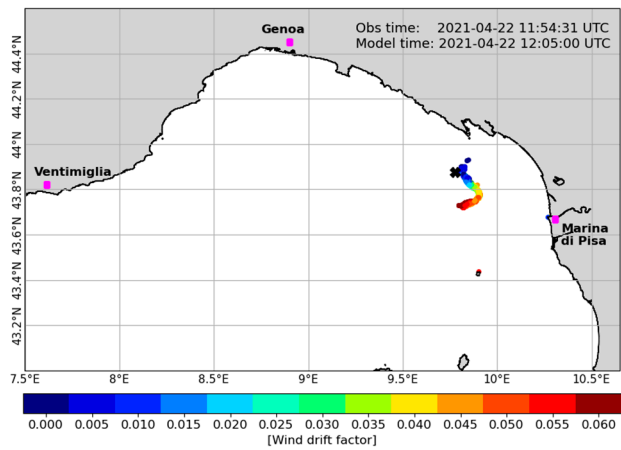 Genoa
Obs time: 2021-04-22 11:54:31 UTC
Model time: 2021-04-22 12:05:00 UTC
Ventimiglia
Marina
di Pisa
44.4°N
44.2°N
44°N
43.8°N
43.6°N
43.4°N
43.2°N
7.5°E 8°E 8.5°E 9°E 9.5°E 10°E 10.5°E
0.000 0.005 0.010 0.015 0.020 0.025 0.030 0.035 0.040 0.045 0.050 0.055 0.060
[Wind drift factor]